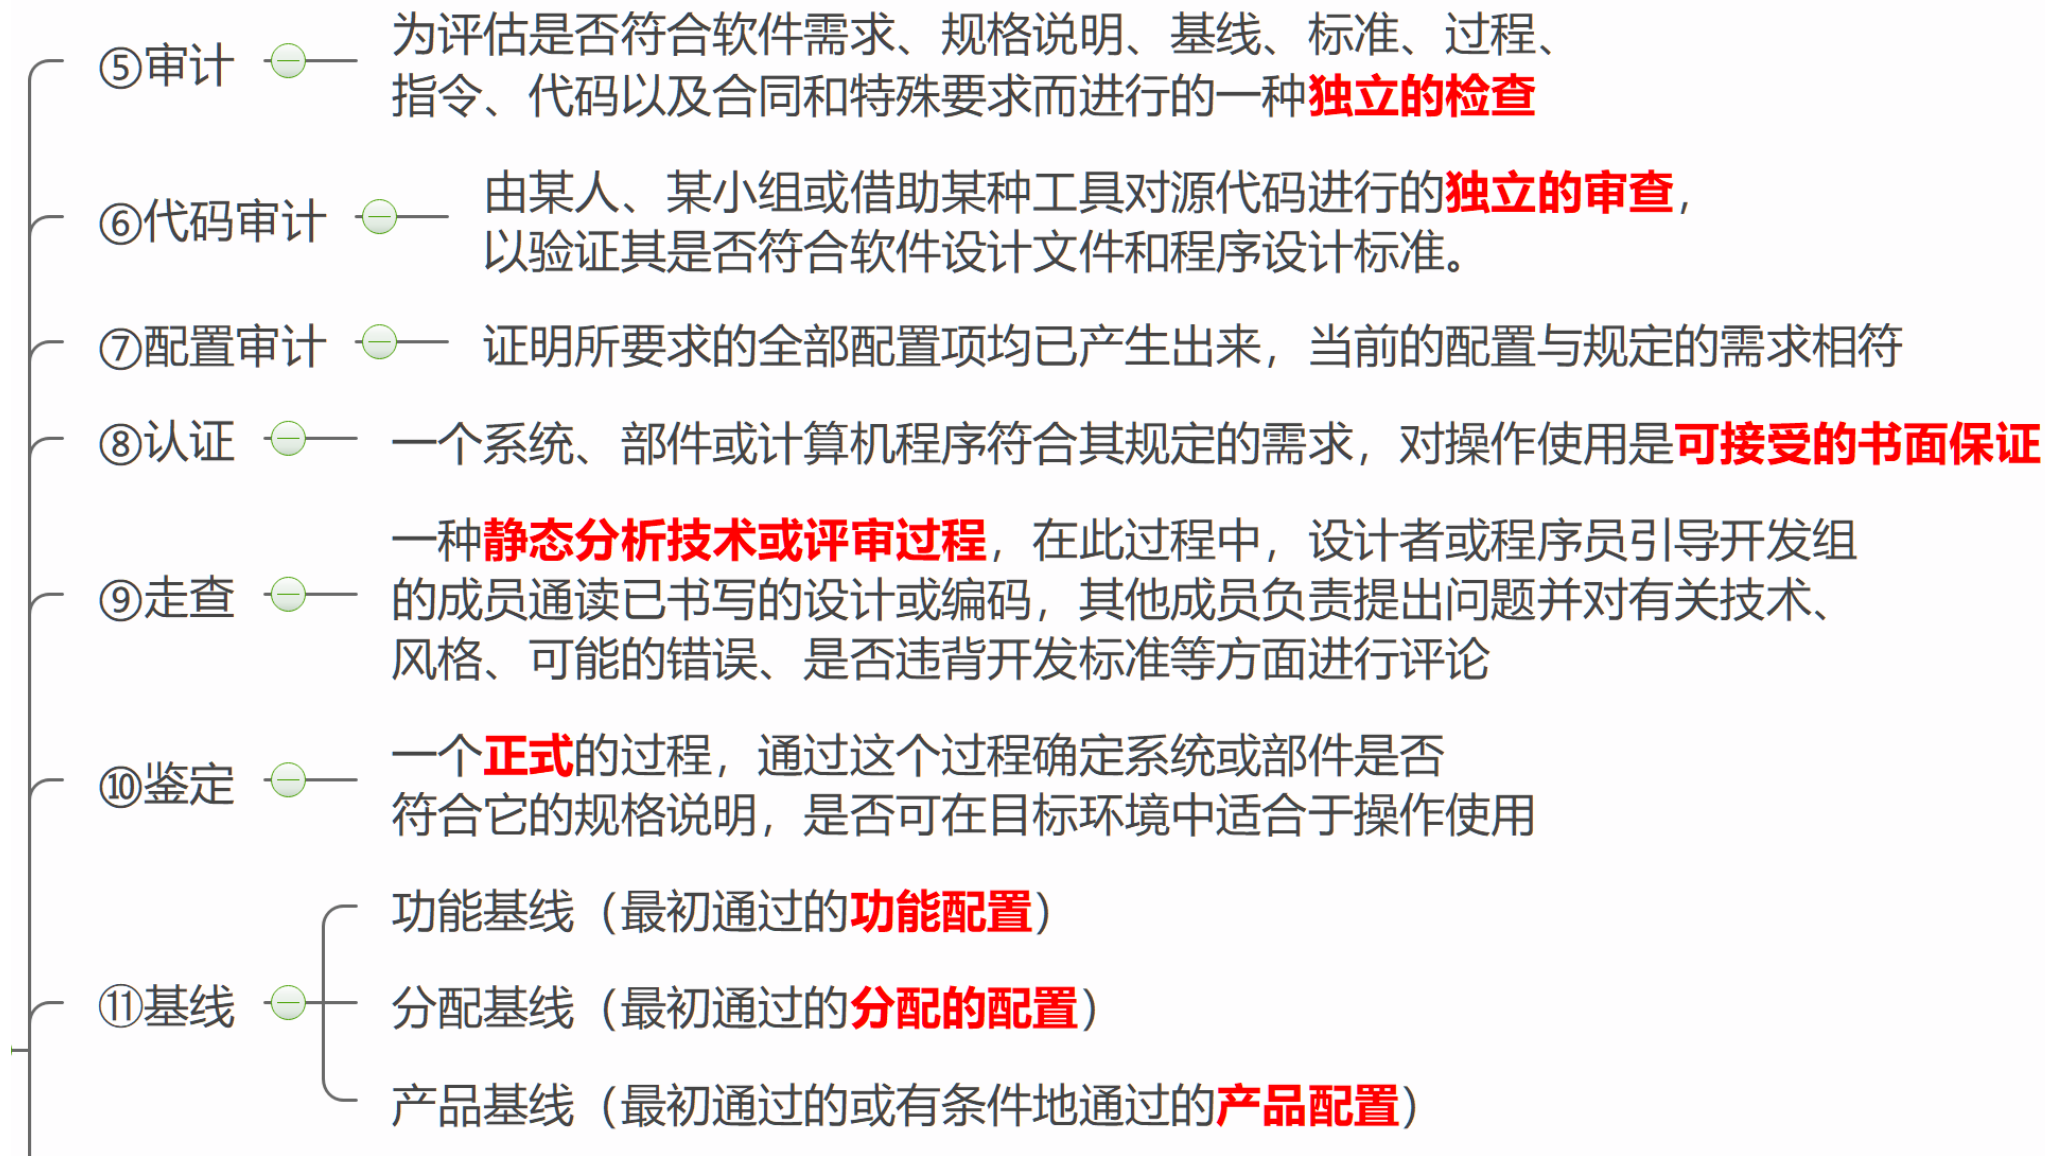 ⑤审计
为评估是否符合软件需求、规格说明、基线、标准、过程、
指令、代码以及合同和特殊要求而进行的一种独立的检查
⑥代码审计
由某人、某小组或借助某种工具对源代码进行的独立的审查，
以验证其是否符合软件设计文件和程序设计标准。
⑦配置审计
证明所要求的全部配置项均已产生出来，当前的配置与规定的需求相符
⑧认证
一个系统、部件或计算机程序符合其规定的需求，对操作使用是可接受的书面保证
⑨走查
一种静态分析技术或评审过程，在此过程中，设计者或程序员引导开发组
的成员通读已书写的设计或编码，其他成员负责提出问题并对有关技术、
风格、可能的错误、是否违背开发标准等方面进行评论
⑩鉴定
一个正式的过程，通过这个过程确定系统或部件是否
符合它的规格说明，是否可在目标环境中适合于操作使用
⑪基线
功能基线（最初通过的功能配置）
分配基线（最初通过的分配的配置）
产品基线（最初通过的或有条件地通过的产品配置）